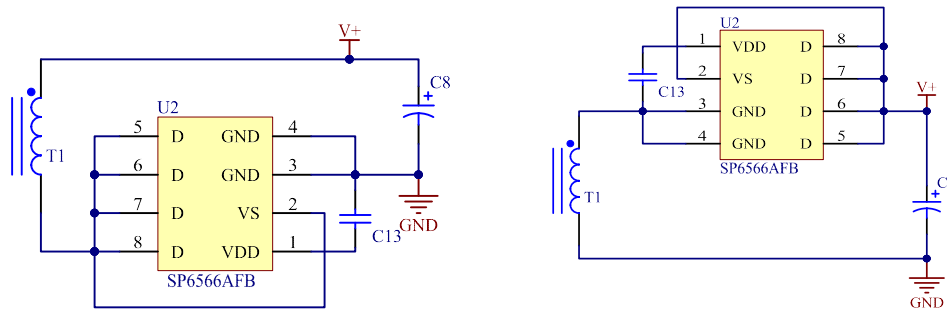 V+
C8
T1
U2
5 D GND 4
6 D GND 3
7 D VS 2
8 D VDD 1
SP6566AFB
C13
GND
U2
1 VDD D 8
2 VS D 7
3 GND D 6
4 GND D 5
SP6566AFB
C13
T1
V+
C
GND